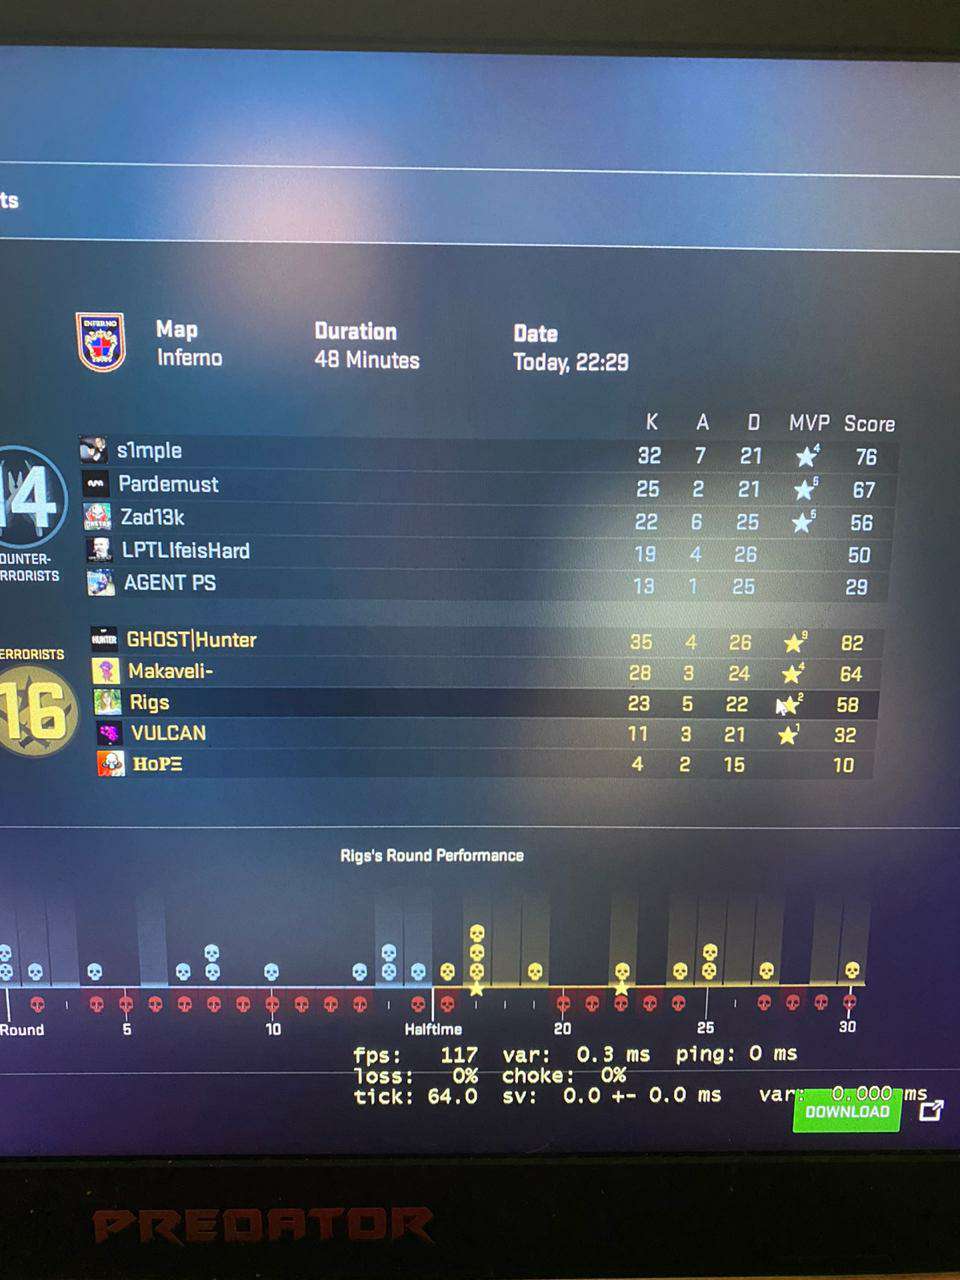 ts
INFERNO
Map Duration Date
Inferno 48 Minutes Today, 22:29
K A D MVP Score
s1mple 32 7 21 4 76
Pardemust 25 2 21 67
Zad13k 22 6 25 5 56
LPTLIfeisHard 19 4 26 50
AGENT PS 13 1 25 29
14
OUNTER-
RRORISTS
HUNTER
GHOST|Hunter 35 4 26 9 82
Makaveli- 28 3 24 4 64
Rigs 23 5 22 2 58
VULCAN 11 3 21 1 32
HoPΞ 4 2 15 10
ERRORISTS
16
Rigs's Round Performance
Round 5 10 Halftime 20 25 30
fps: 117 var: 0.3 ms ping: 0 ms
loss: 0% choke: 0%
tick: 64.0 sv: 0.0 +- 0.0 ms var: 0.000 ms
DOWNLOAD
PREDATOR